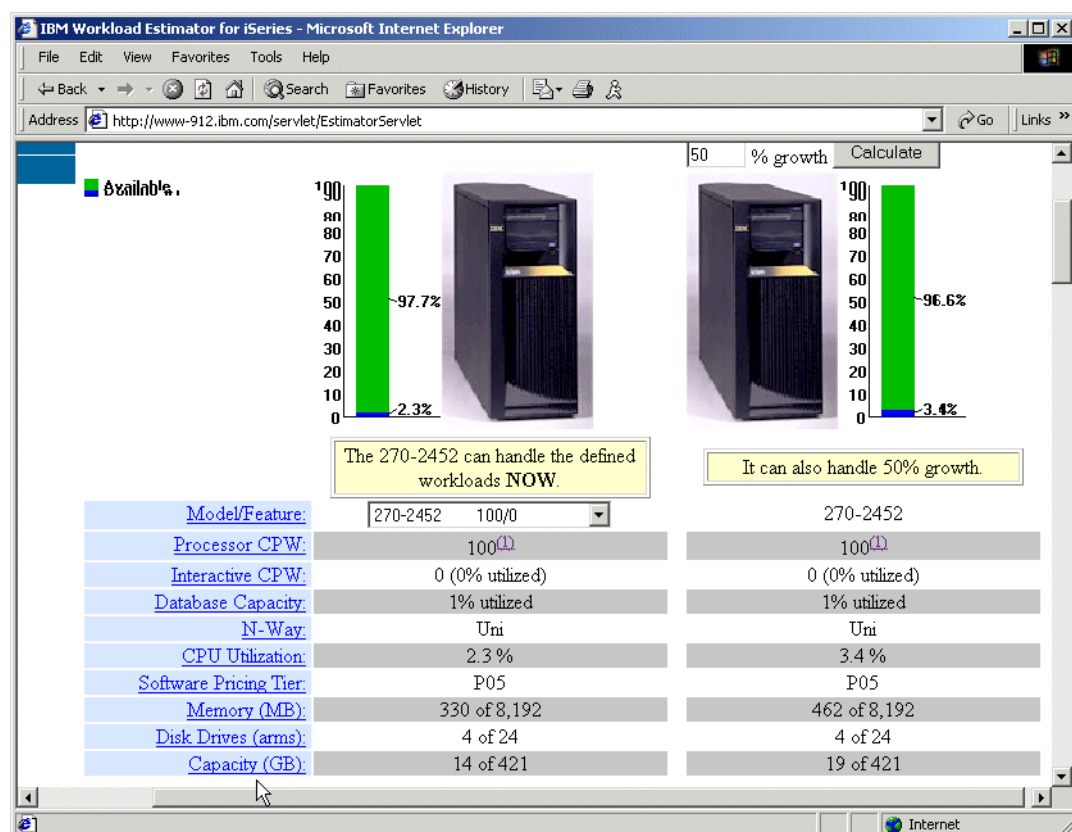 IBM Workload Estimator for iSeries - Microsoft Internet Explorer
File Edit View Favorites Tools Help
Back Search Favorites History
Address http://www-912.ibm.com/servlet/EstimatorServlet Go Links »
50 % growth Calculate
Available
100 100
90 90
80 80
70 70
60 60
50 97.7% 50 96.6%
40 40
30 30
20 20
10 2.3% 10 3.4%
0 0
IBM IBM
The 270-2452 can handle the defined workloads NOW.
It can also handle 50% growth.
Model/Feature: 270-2452 100/0 270-2452
Processor CPW: 100(1) 100(1)
Interactive CPW: 0 (0% utilized) 0 (0% utilized)
Database Capacity: 1% utilized 1% utilized
N-Way: Uni Uni
CPU Utilization: 2.3 % 3.4 %
Software Pricing Tier: P05 P05
Memory (MB): 330 of 8,192 462 of 8,192
Disk Drives (arms): 4 of 24 4 of 24
Capacity (GB): 14 of 421 19 of 421
Internet